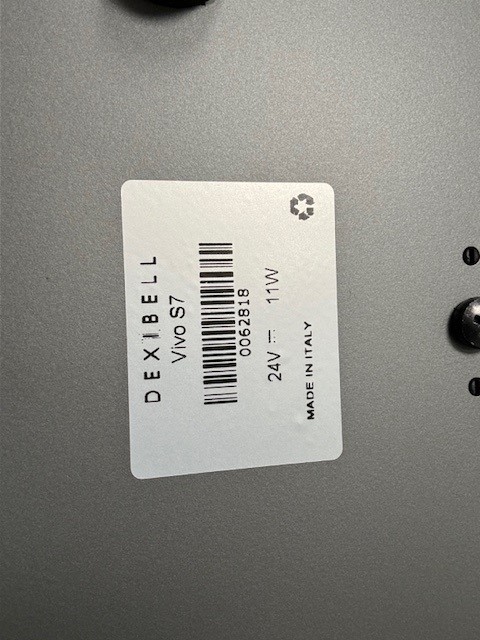 DEXIBELL
Vivo S7
0062818
24V ⎓ 11W
MADE IN ITALY